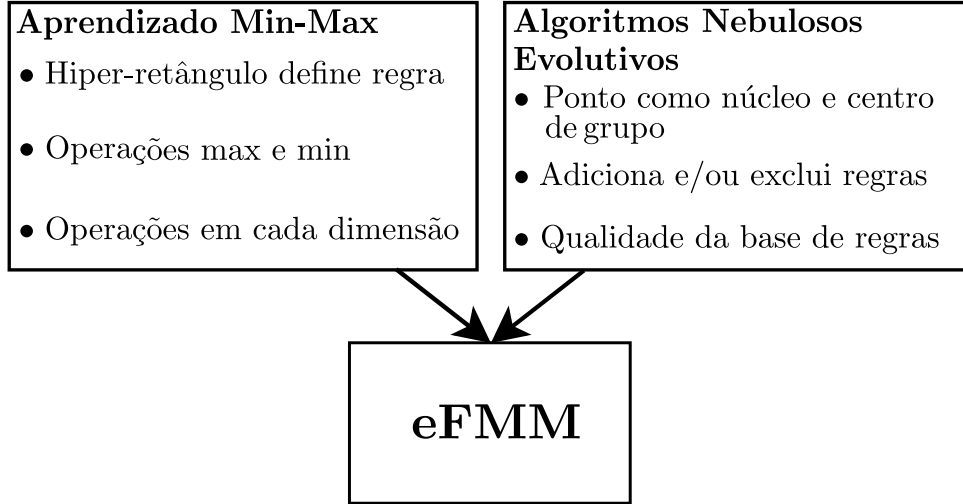 Aprendizado Min-Max
• Hiper-retângulo define regra
• Operações max e min
• Operações em cada dimensão
Algoritmos Nebulosos
Evolutivos
• Ponto como núcleo e centro
de grupo
• Adiciona e/ou exclui regras
• Qualidade da base de regras
eFMM